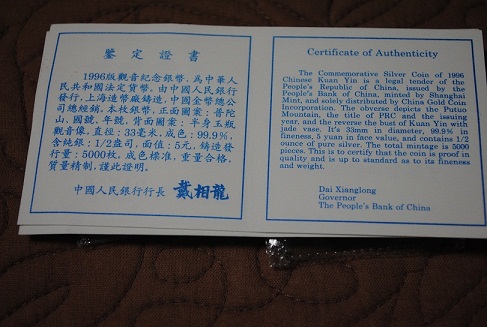 鉴定證書
1996版觀音紀念銀幣,為中華人
民共和國法定貨幣,由中國人民銀行
發行,上海造幣廠鑄造,中國金幣總公
司總經銷。本枚銀幣,正面圖案:普陀
山,國號,年號,背面圖案:半身玉瓶
觀音像,直徑:33毫米,成色:99.9%,
含純銀:1/2盎司,面值:5元,鑄造發
行量:5000枚,成色標准,重量合格,
質量精制,謹此證明。
中國人民銀行行長 戴相龍
Certificate of Authenticity
The Commemorative Silver Coin of 1996
Chinese Kuan Yin is a legal tender of the
People's Republic of China, issued by the
People's Bank of China, minted by Shanghai
Mint, and solely distributed by China Gold Coin
Incorporation. The obverse depicts the Putuo
Mountain, the title of PRC and the issuing
year, and the reverse the bust of Kuan Yin with
jade vase. It's 33mm in diameter, 99.9% in
fineness, 5 yuan in face value, and contains 1/2
ounce of pure silver. The total mintage is 5000
pieces. This is to certify that the coin is proof in
quality and is up to standard as to its fineness
and weight.
Dai Xianglong
Governor
The People's Bank of China